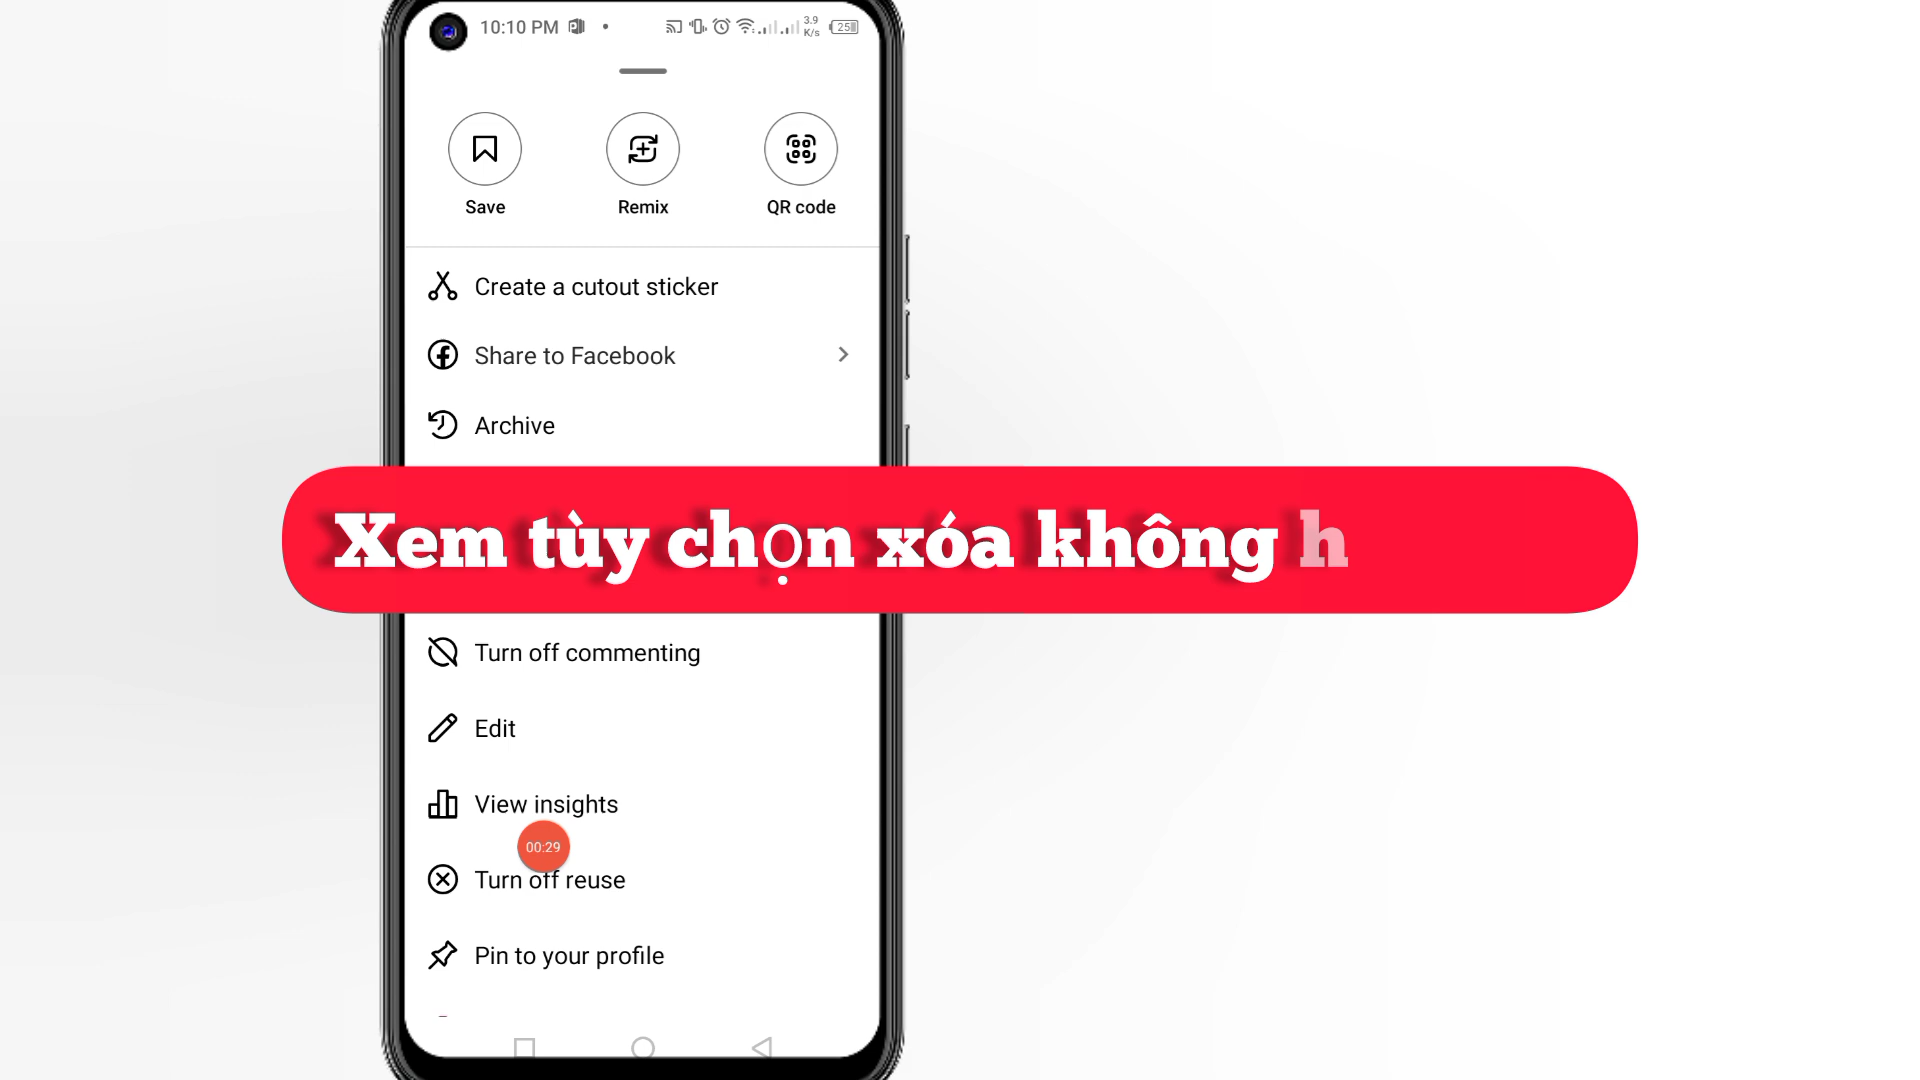 10:10 PM
3.9
K/s
25
Save
Remix
QR code
Create a cutout sticker
Share to Facebook
Archive
Xem tùy chọn xóa không h
Turn off commenting
Edit
View insights
00:29
Turn off reuse
Pin to your profile